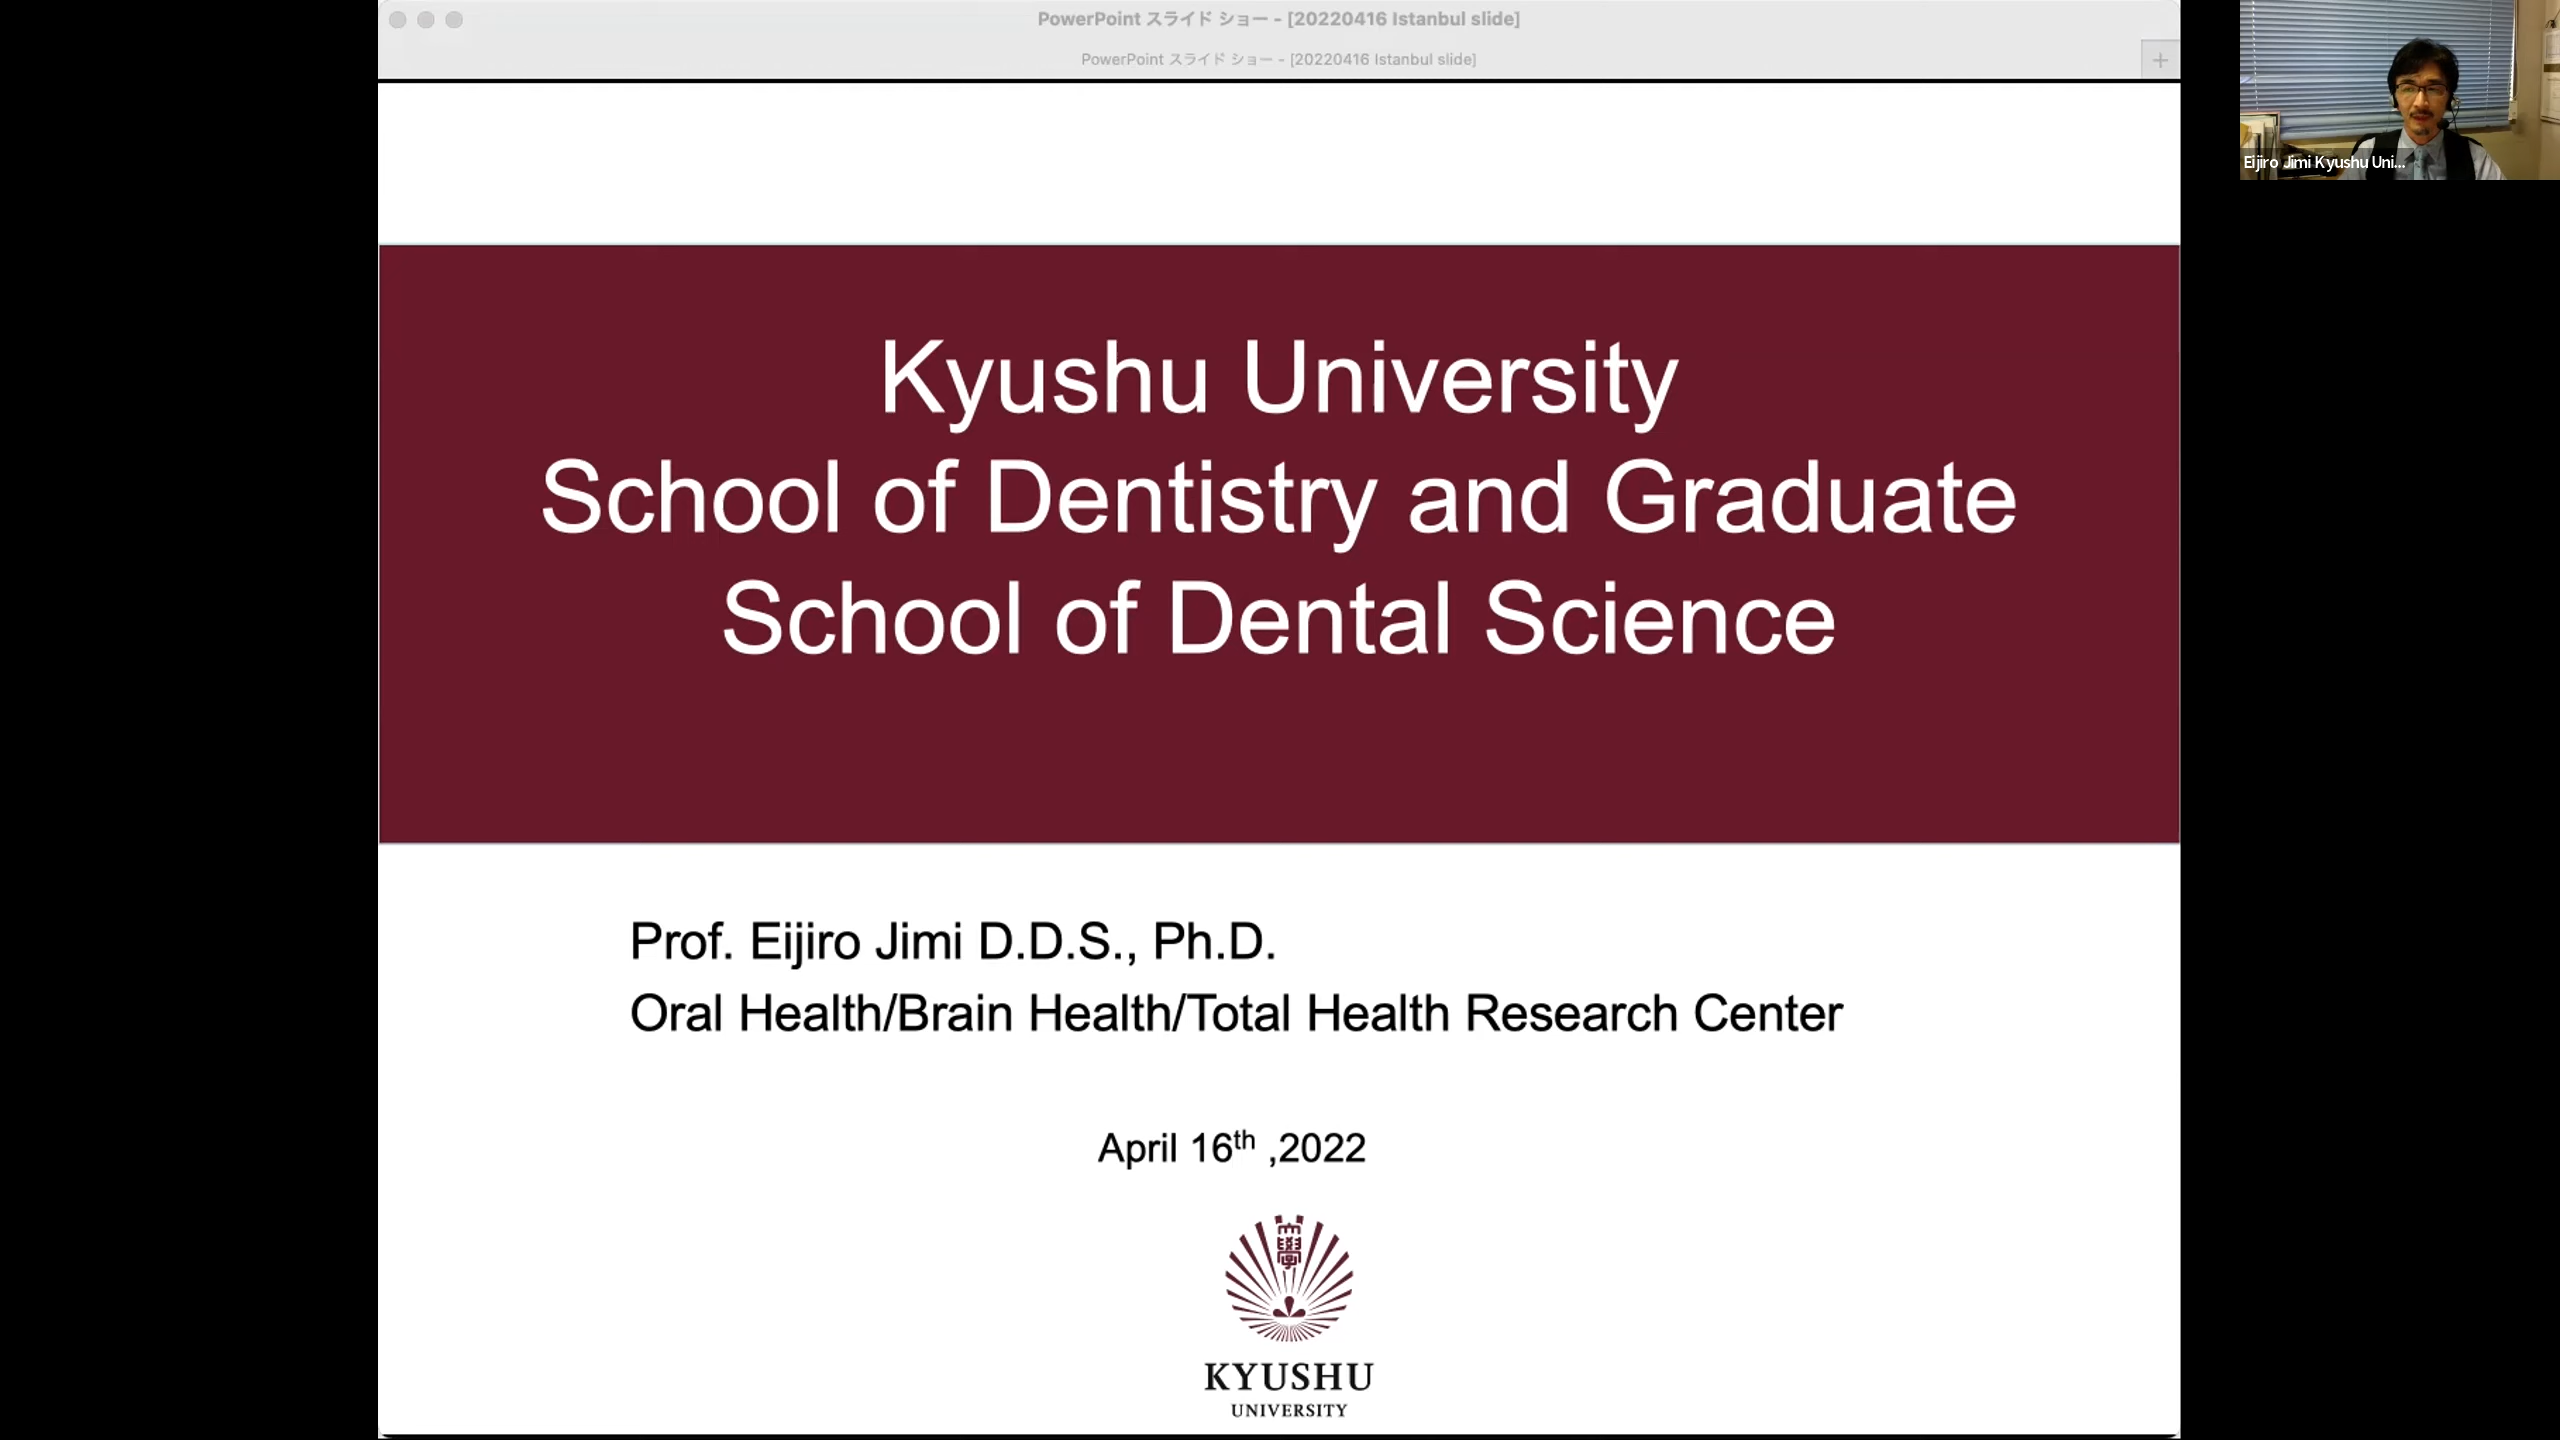 PowerPoint スライド ショー - [20220416 Istanbul slide]
PowerPoint スライド ショー - [20220416 Istanbul slide]
+
Eijiro Jimi Kyushu Uni...
Kyushu University
School of Dentistry and Graduate
School of Dental Science
Prof. Eijiro Jimi D.D.S., Ph.D.
Oral Health/Brain Health/Total Health Research Center
April 16th ,2022
KYUSHU
UNIVERSITY